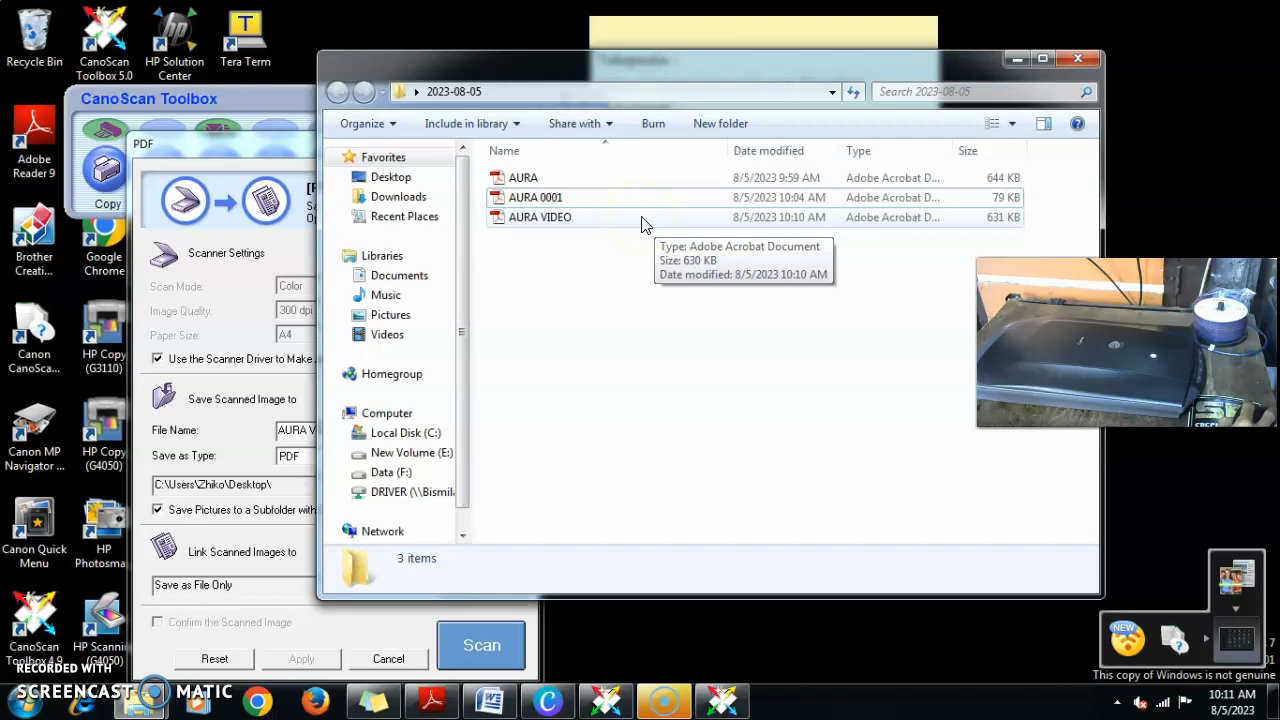 Recycle Bin
CanoScan Toolbox 5.0
HP Solution Center
Tera Term
CanoScan Toolbox
2023-08-05
Search 2023-08-05
Organize
Include in library
Share with
Burn
New folder
Adobe Reader 9
PDF
Copy
Favorites
Desktop
Downloads
Recent Places
Name
Date modified
Type
Size
AURA 8/5/2023 9:59 AM Adobe Acrobat D... 644 KB
AURA 0001 8/5/2023 10:04 AM Adobe Acrobat D... 79 KB
AURA VIDEO 8/5/2023 10:10 AM Adobe Acrobat D... 631 KB
Type: Adobe Acrobat Document
Size: 630 KB
Date modified: 8/5/2023 10:10 AM
Brother Creati...
Google Chrome
Scanner Settings
Scan Mode: Color
Image Quality: 300 dpi
Paper Size: A4
Use the Scanner Driver to Make
Libraries
Documents
Music
Pictures
Videos
Homegroup
Canon CanoSca...
HP Copy (G3110)
Save Scanned Image to
File Name: AURA V
Save as Type: PDF
C:\Users\Zhiko\Desktop\
Save Pictures to a Subfolder with
Computer
Local Disk (C:)
New Volume (E:)
Data (F:)
DRIVER (\\Bismil
Network
Canon MP Navigator ...
HP Copy (G4050)
Link Scanned Images to
Save as File Only
Confirm the Scanned Image
3 items
Canon Quick Menu
HP Photosma
CanoScan Toolbox 4.9
HP Scannin (G4050)
Reset
Apply
Cancel
Scan
NEW
7
01
This copy of Windows is not genuine
RECORDED WITH
SCREENCAST MATIC
10:11 AM
8/5/2023